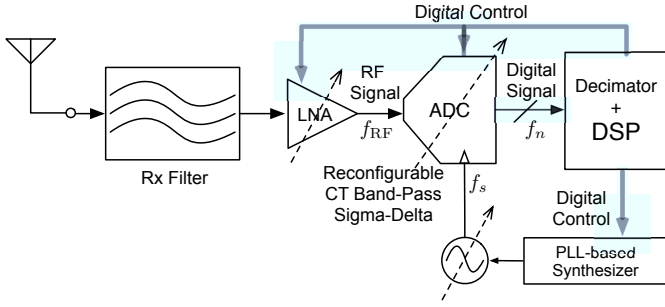 Digital Control
RF
Signal
Digital
Signal
Decimator
+
DSP
LNA
ADC
f_RF
f_n
Rx Filter
Reconfigurable
CT Band-Pass
Sigma-Delta
f_s
Digital
Control
PLL-based
Synthesizer